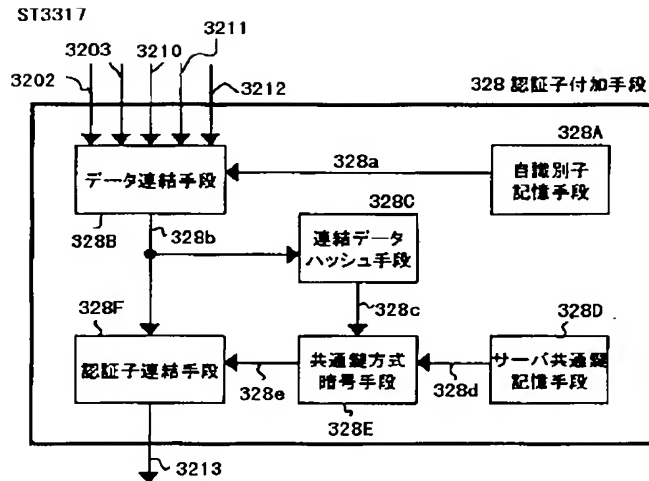 ST3317
3211
3203
3210
3202
3212
328 認証子付加手段
328A
328a
自識別子
記憶手段
データ連結手段
328C
328B
328b
連結データ
ハッシュ手段
328F
328c
328D
認証子連結手段
共通鍵方式
暗号手段
サーバ共通鍵
記憶手段
328e
328d
328E
3213